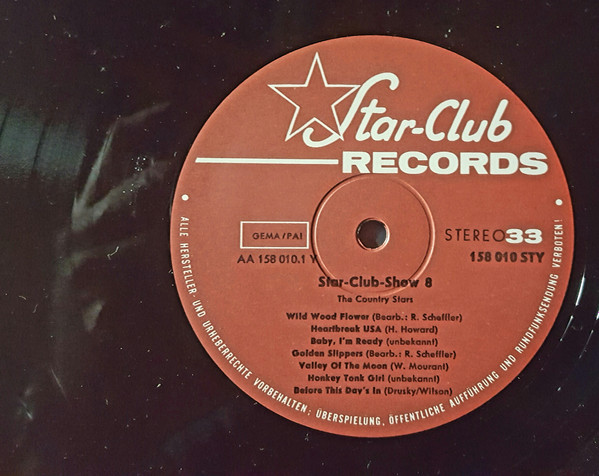 Star-Club
RECORDS
GEMA/PAI
STEREO 33
AA 158 010.1 Y
158 010 STY
Star-Club-Show 8
The Country Stars
Wild Wood Flower (Bearb.: R. Scheffler)
Heartbreak USA (H. Howard)
Baby, I'm Ready (unbekannt)
Golden Slippers (Bearb.: R. Scheffler)
Valley Of The Moon (W. Mourant)
Honkey Tonk Girl (unbekannt)
Before This Day's In (Drusky/Wilson)
ALLE HERSTELLER- UND URHEBERRECHTE VORBEHALTEN; ÜBERSPIELUNG, ÖFFENTLICHE AUFFÜHRUNG UND RUNDFUNKSENDUNG VERBOTEN!